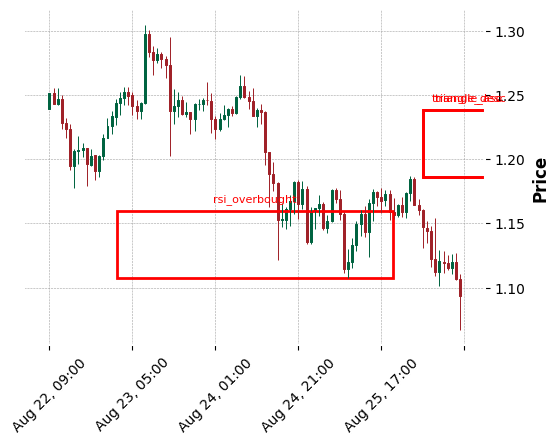 1.30
1.25
1.20
1.15
1.10
Price
rsi_overbought
Aug 22, 09:00
Aug 23, 05:00
Aug 24, 01:00
Aug 24, 21:00
Aug 25, 17:00